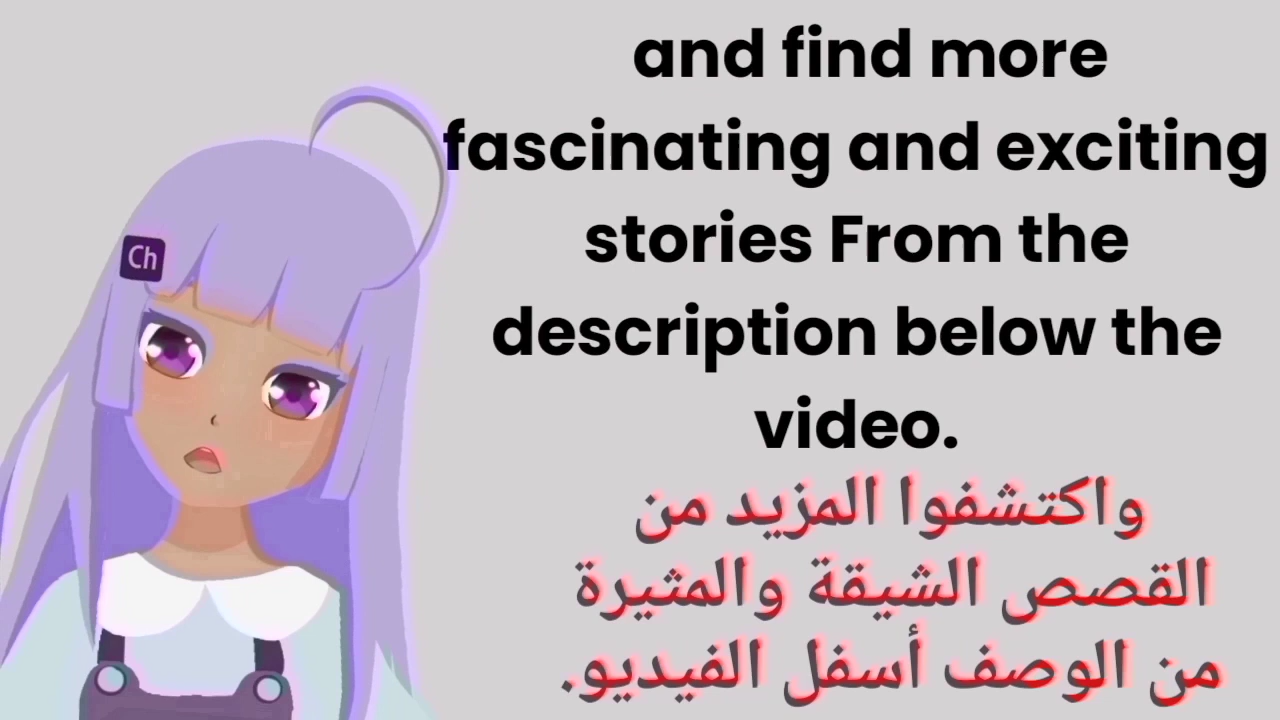 and find more
fascinating and exciting
stories From the
description below the
video.
واكتشفوا المزيد من
القصص الشيقة والمثيرة
من الوصف أسفل الفيديو.
Ch